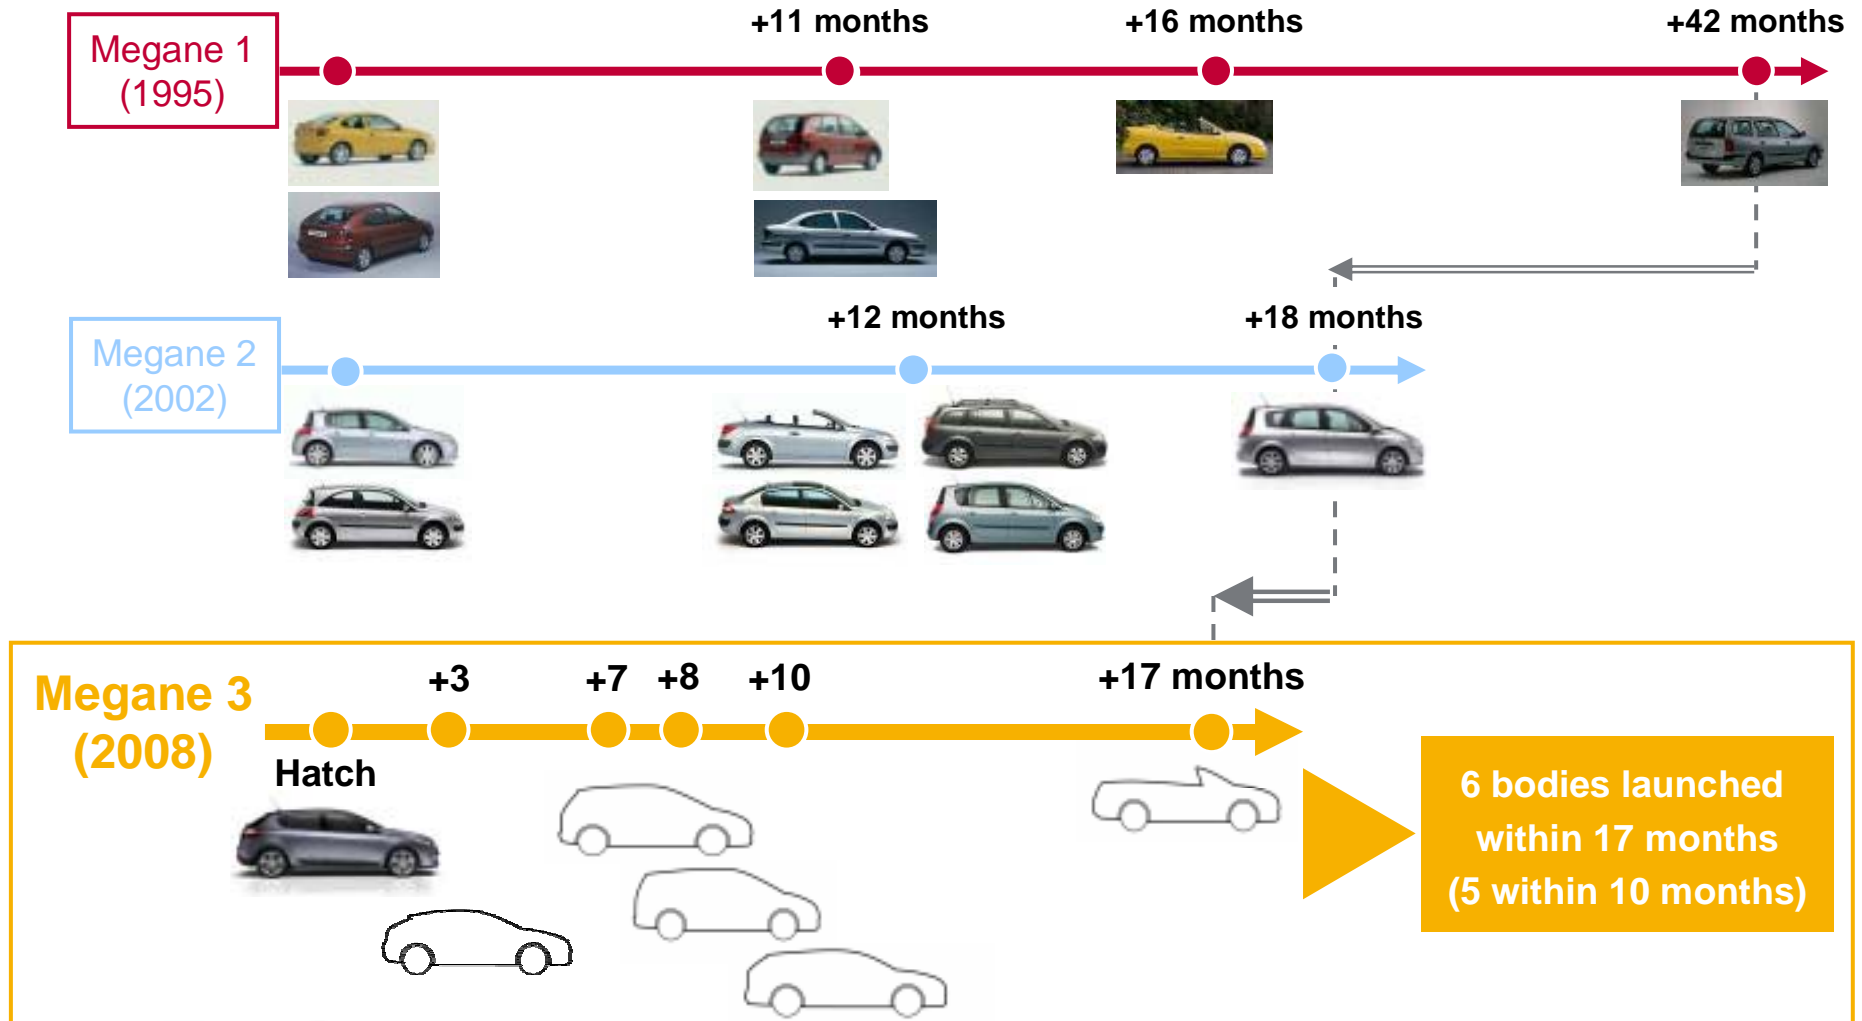 +11 months
+16 months
+42 months
Megane 1
(1995)
+12 months
+18 months
Megane 2
(2002)
Megane 3
(2008)
+3
+7
+8
+10
+17 months
Hatch
6 bodies launched
within 17 months
(5 within 10 months)